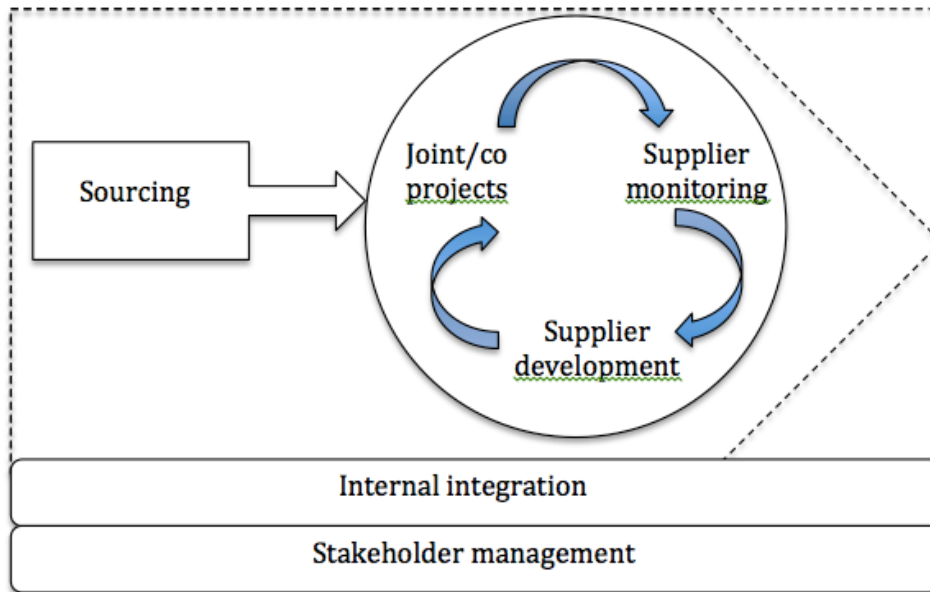 Sourcing
Joint/co
projects
Supplier
monitoring
Supplier
development
Internal integration
Stakeholder management